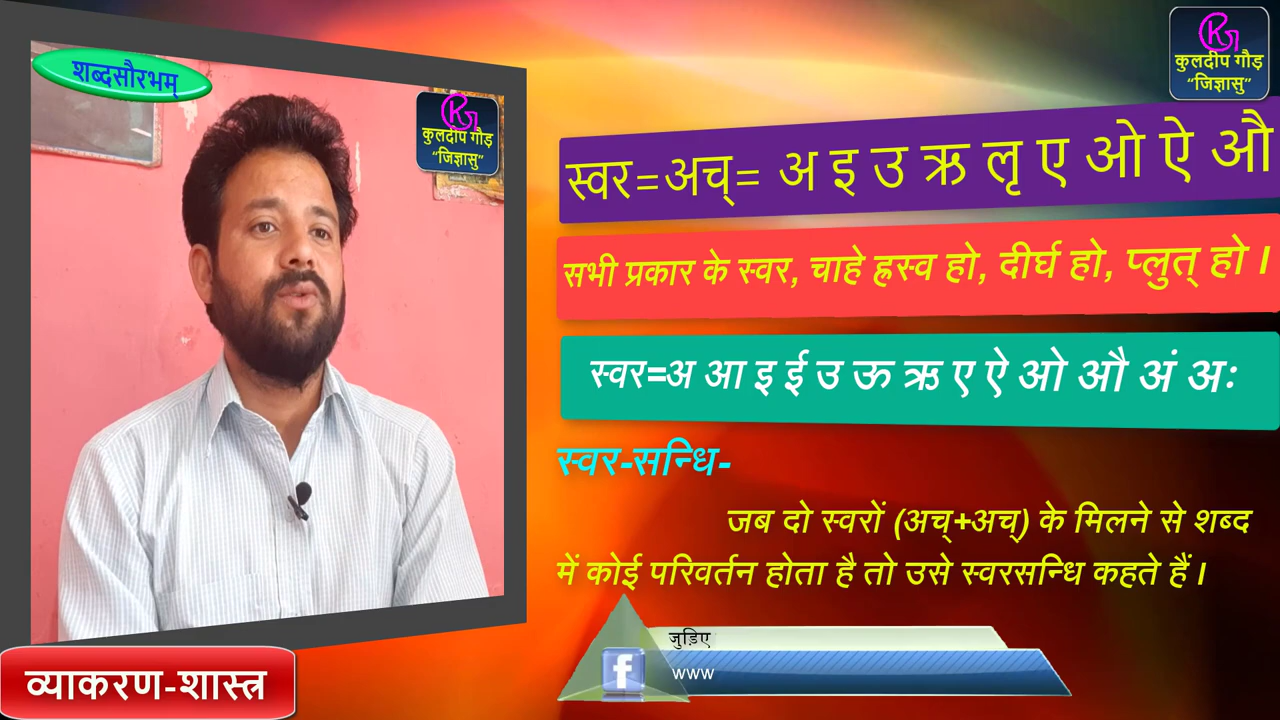 शब्दसौरभम्
कुलदीप गौड़
“जिज्ञासु”
कुलदीप गौड़
“जिज्ञासु”
स्वर=अच्= अ इ उ ऋ लृ ए ओ ऐ औ
सभी प्रकार के स्वर, चाहे ह्रस्व हो, दीर्घ हो, प्लुत् हो ।
स्वर=अ आ इ ई उ ऊ ऋ ए ऐ ओ औ अं अः
स्वर-सन्धि-
जब दो स्वरों (अच्+अच्) के मिलने से शब्द
में कोई परिवर्तन होता है तो उसे स्वरसन्धि कहते हैं ।
जुड़िए
f
www
व्याकरण-शास्त्र